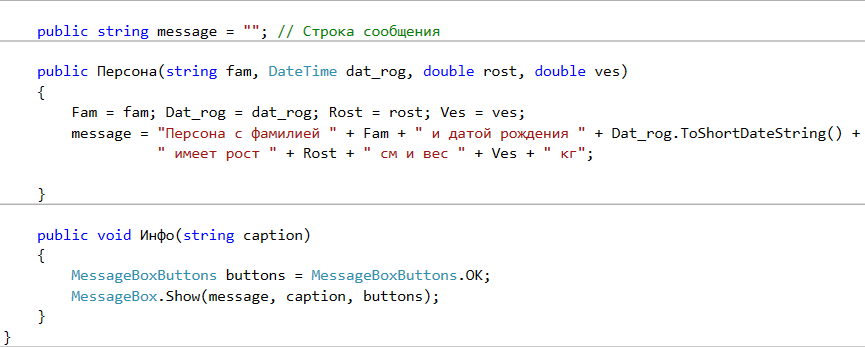 public string message = ""; // Строка сообщения
public Персона(string fam, DateTime dat_rog, double rost, double ves)
{
Fam = fam; Dat_rog = dat_rog; Rost = rost; Ves = ves;
message = "Персона с фамилией " + Fam + " и датой рождения " + Dat_rog.ToShortDateString() +
" имеет рост " + Rost + " см и вес " + Ves + " кг";
}
public void Инфо(string caption)
{
MessageBoxButtons buttons = MessageBoxButtons.OK;
MessageBox.Show(message, caption, buttons);
}
}